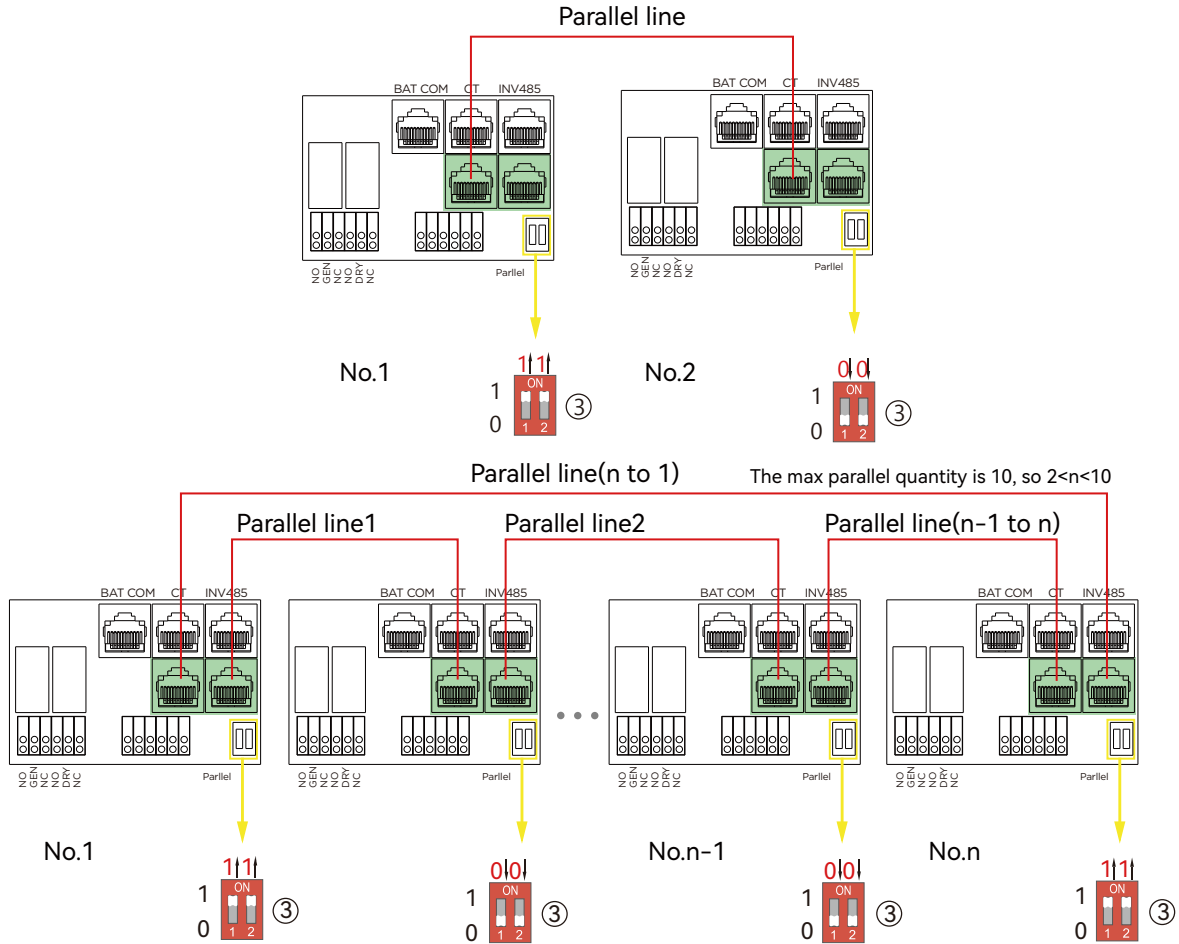 Parallel line
BAT COM CT INV485
BAT COM CT INV485
NO
GEN
NC
NO
DRY
NC
Parllel
NO
GEN
NC
NO
DRY
NC
Parllel
No.1
1 1
1
0
ON
1 2
③
No.2
0 0
1
0
ON
1 2
③
Parallel line(n to 1)
The max parallel quantity is 10, so 2<n<10
Parallel line1
Parallel line2
Parallel line(n-1 to n)
BAT COM CT INV485
BAT COM CT INV485
BAT COM CT INV485
BAT COM CT INV485
NO
GEN
NC
NO
DRY
NC
Parllel
NO
GEN
NC
NO
DRY
NC
Parllel
NO
GEN
NC
NO
DRY
NC
Parllel
NO
GEN
NC
NO
DRY
NC
Parllel
No.1
1 1
1
0
ON
1 2
③
0 0
1
0
ON
1 2
③
No.n-1
0 0
1
0
ON
1 2
③
No.n
1 1
1
0
ON
1 2
③